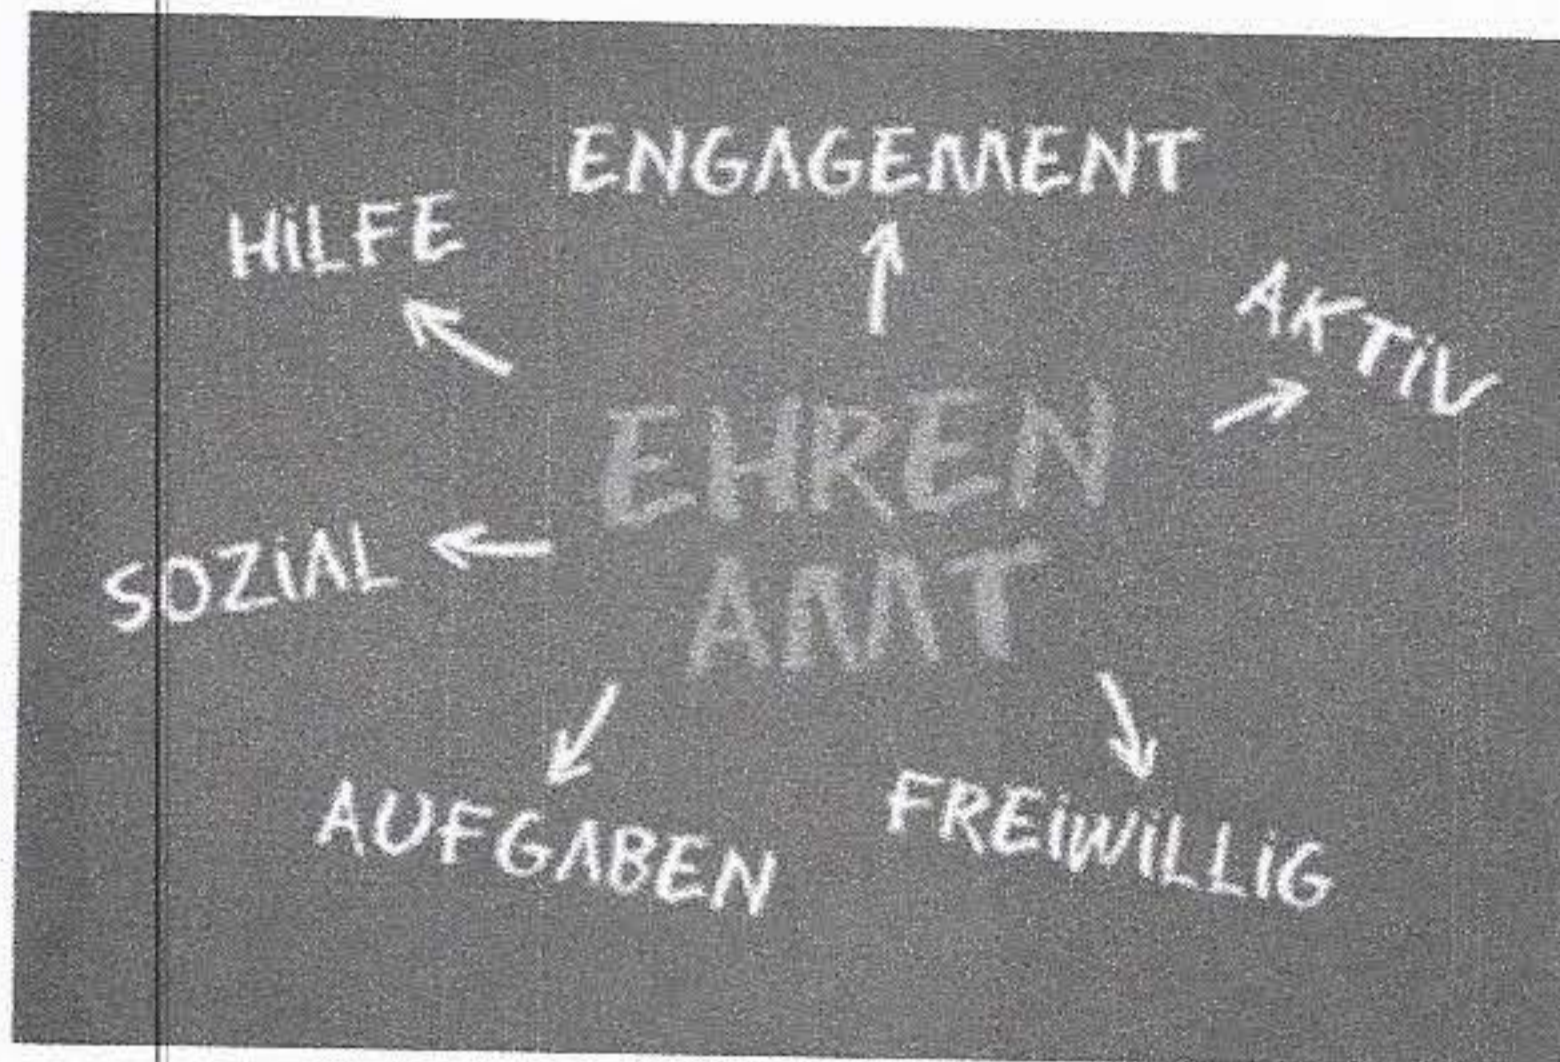 ENGAGEMENT
HiLFE
AKTiV
EHREN
AMT
SOZiAL
AUFGABEN
FREiWiLLiG